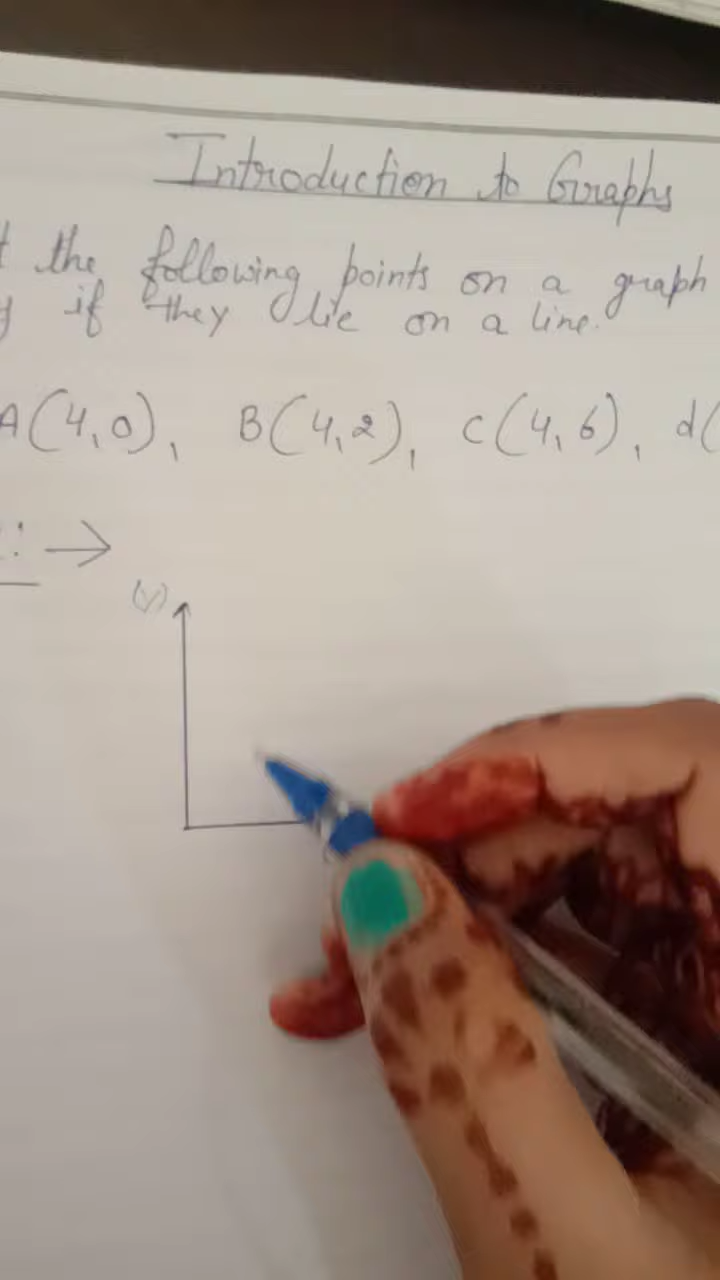 Introduction to Graphs
the following points on a graph
if they lie on a line.
A(4,0), B(4,2), C(4,6), d(
: →
(y)